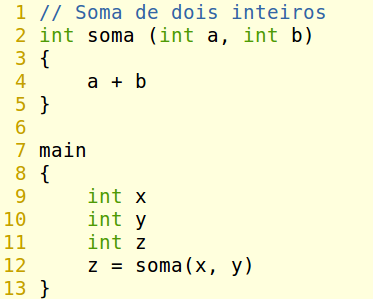 1 // Soma de dois inteiros
2 int soma (int a, int b)
3 {
4     a + b
5 }
6
7 main
8 {
9     int x
10     int y
11     int z
12     z = soma(x, y)
13 }